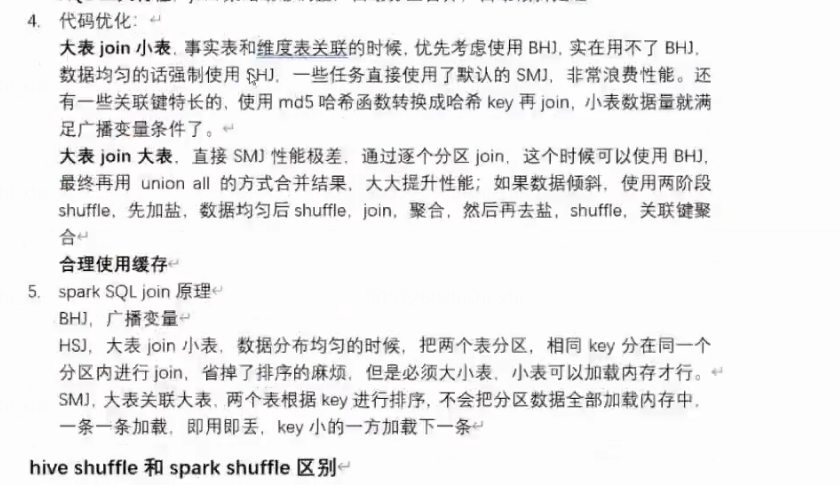 4. 代码优化：
大表 join 小表, 事实表和维度表关联的时候, 优先考虑使用 BHJ, 实在用不了 BHJ,
数据均匀的话强制使用 SHJ, 一些任务直接使用了默认的 SMJ, 非常浪费性能。还
有一些关联键特长的, 使用 md5 哈希函数转换成哈希 key 再 join, 小表数据量就满
足广播变量条件了。
大表 join 大表, 直接 SMJ 性能极差, 通过逐个分区 join, 这个时候可以使用 BHJ,
最终再用 union all 的方式合并结果, 大大提升性能; 如果数据倾斜, 使用两阶段
shuffle, 先加盐, 数据均匀后 shuffle, join, 聚合, 然后再去盐, shuffle, 关联键聚
合
合理使用缓存
5. spark SQL join 原理
BHJ, 广播变量
HSJ, 大表 join 小表, 数据分布均匀的时候, 把两个表分区, 相同 key 分在同一个
分区内进行 join, 省掉了排序的麻烦, 但是必须大小表, 小表可以加载内存才行。
SMJ, 大表关联大表, 两个表根据 key 进行排序, 不会把分区数据全部加载内存中,
一条一条加载, 即用即丢, key 小的一方加载下一条
hive shuffle 和 spark shuffle 区别